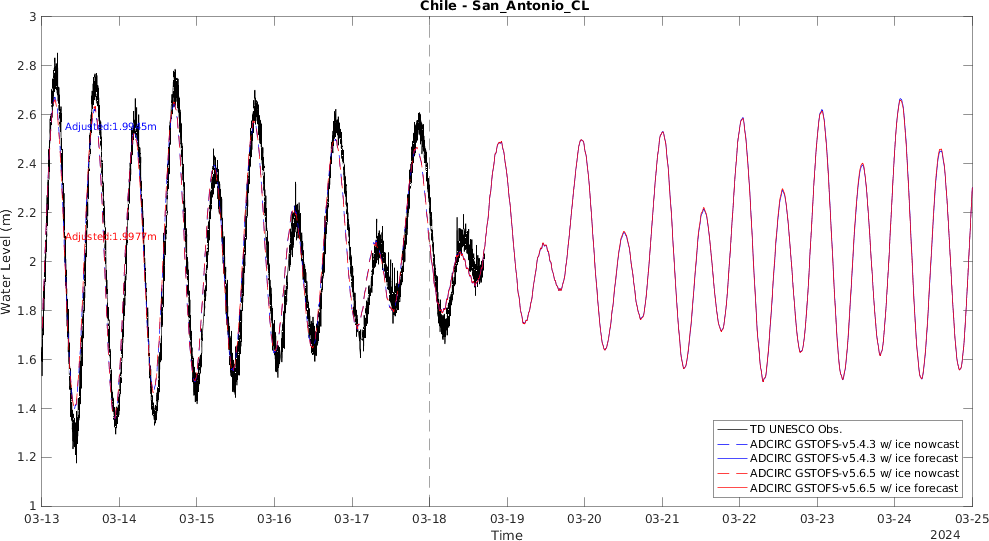 Chile - San_Antonio_CL
3
2.8
2.6
2.4
2.2
2
1.8
1.6
1.4
1.2
1
Water Level (m)
Adjusted:1.9977m
03-13 03-14 03-15 03-16 03-17 03-18 03-19 03-20 03-21 03-22 03-23 03-24 03-25
Time
2024
TD UNESCO Obs.
ADCIRC GSTOFS-v5.4.3 w/ ice nowcast
ADCIRC GSTOFS-v5.4.3 w/ ice forecast
ADCIRC GSTOFS-v5.6.5 w/ ice nowcast
ADCIRC GSTOFS-v5.6.5 w/ ice forecast